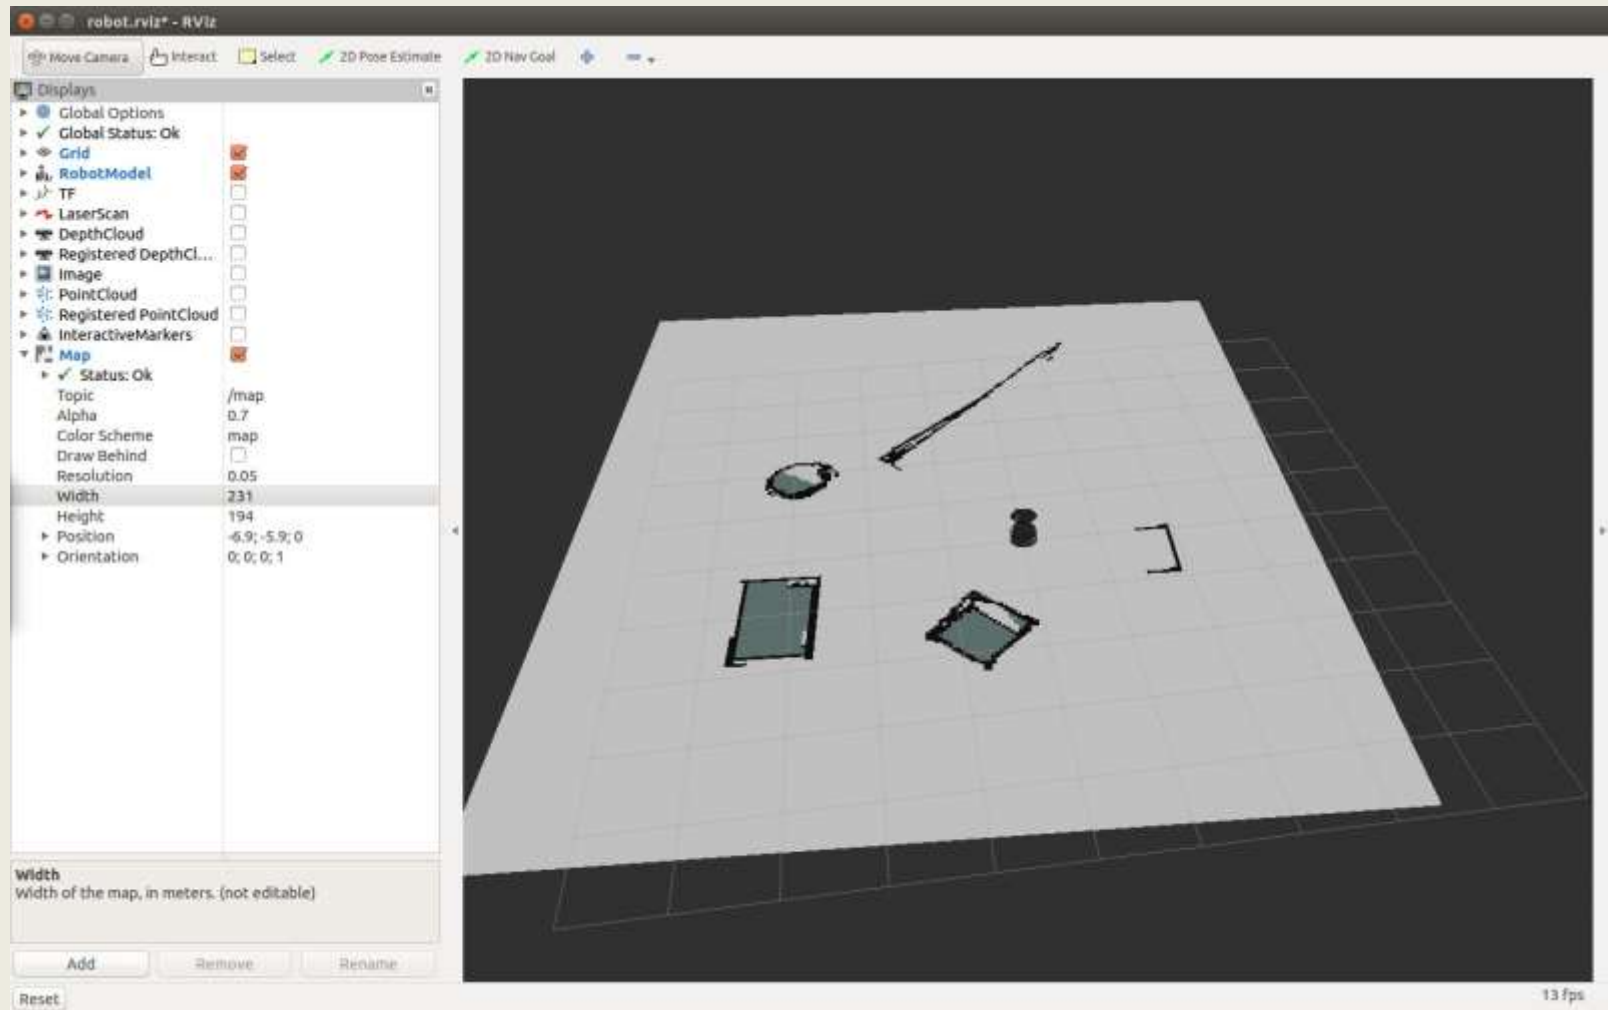 robot.rviz* - RViz
Move Camera Interact Select 2D Pose Estimate 2D Nav Goal
Displays
Global Options
Global Status: Ok
Grid
RobotModel
TF
LaserScan
DepthCloud
Registered DepthCl...
Image
PointCloud
Registered PointCloud
InteractiveMarkers
Map
Status: Ok
Topic /map
Alpha 0.7
Color Scheme map
Draw Behind
Resolution 0.05
Width 231
Height 194
Position -6.9; -5.9; 0
Orientation 0; 0; 0; 1
Width
Width of the map, in meters. (not editable)
Add Remove Rename
Reset 13 fps